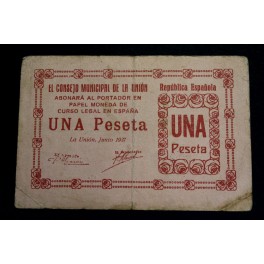 EL CONSEJO MUNICIPAL DE LA UNIÓN
ABONARÁ AL PORTADOR EN
PAPEL MONEDA DE
CURSO LEGAL EN ESPAÑA
UNA Peseta
La Unión, Junio 1937
República Española
UNA
Peseta